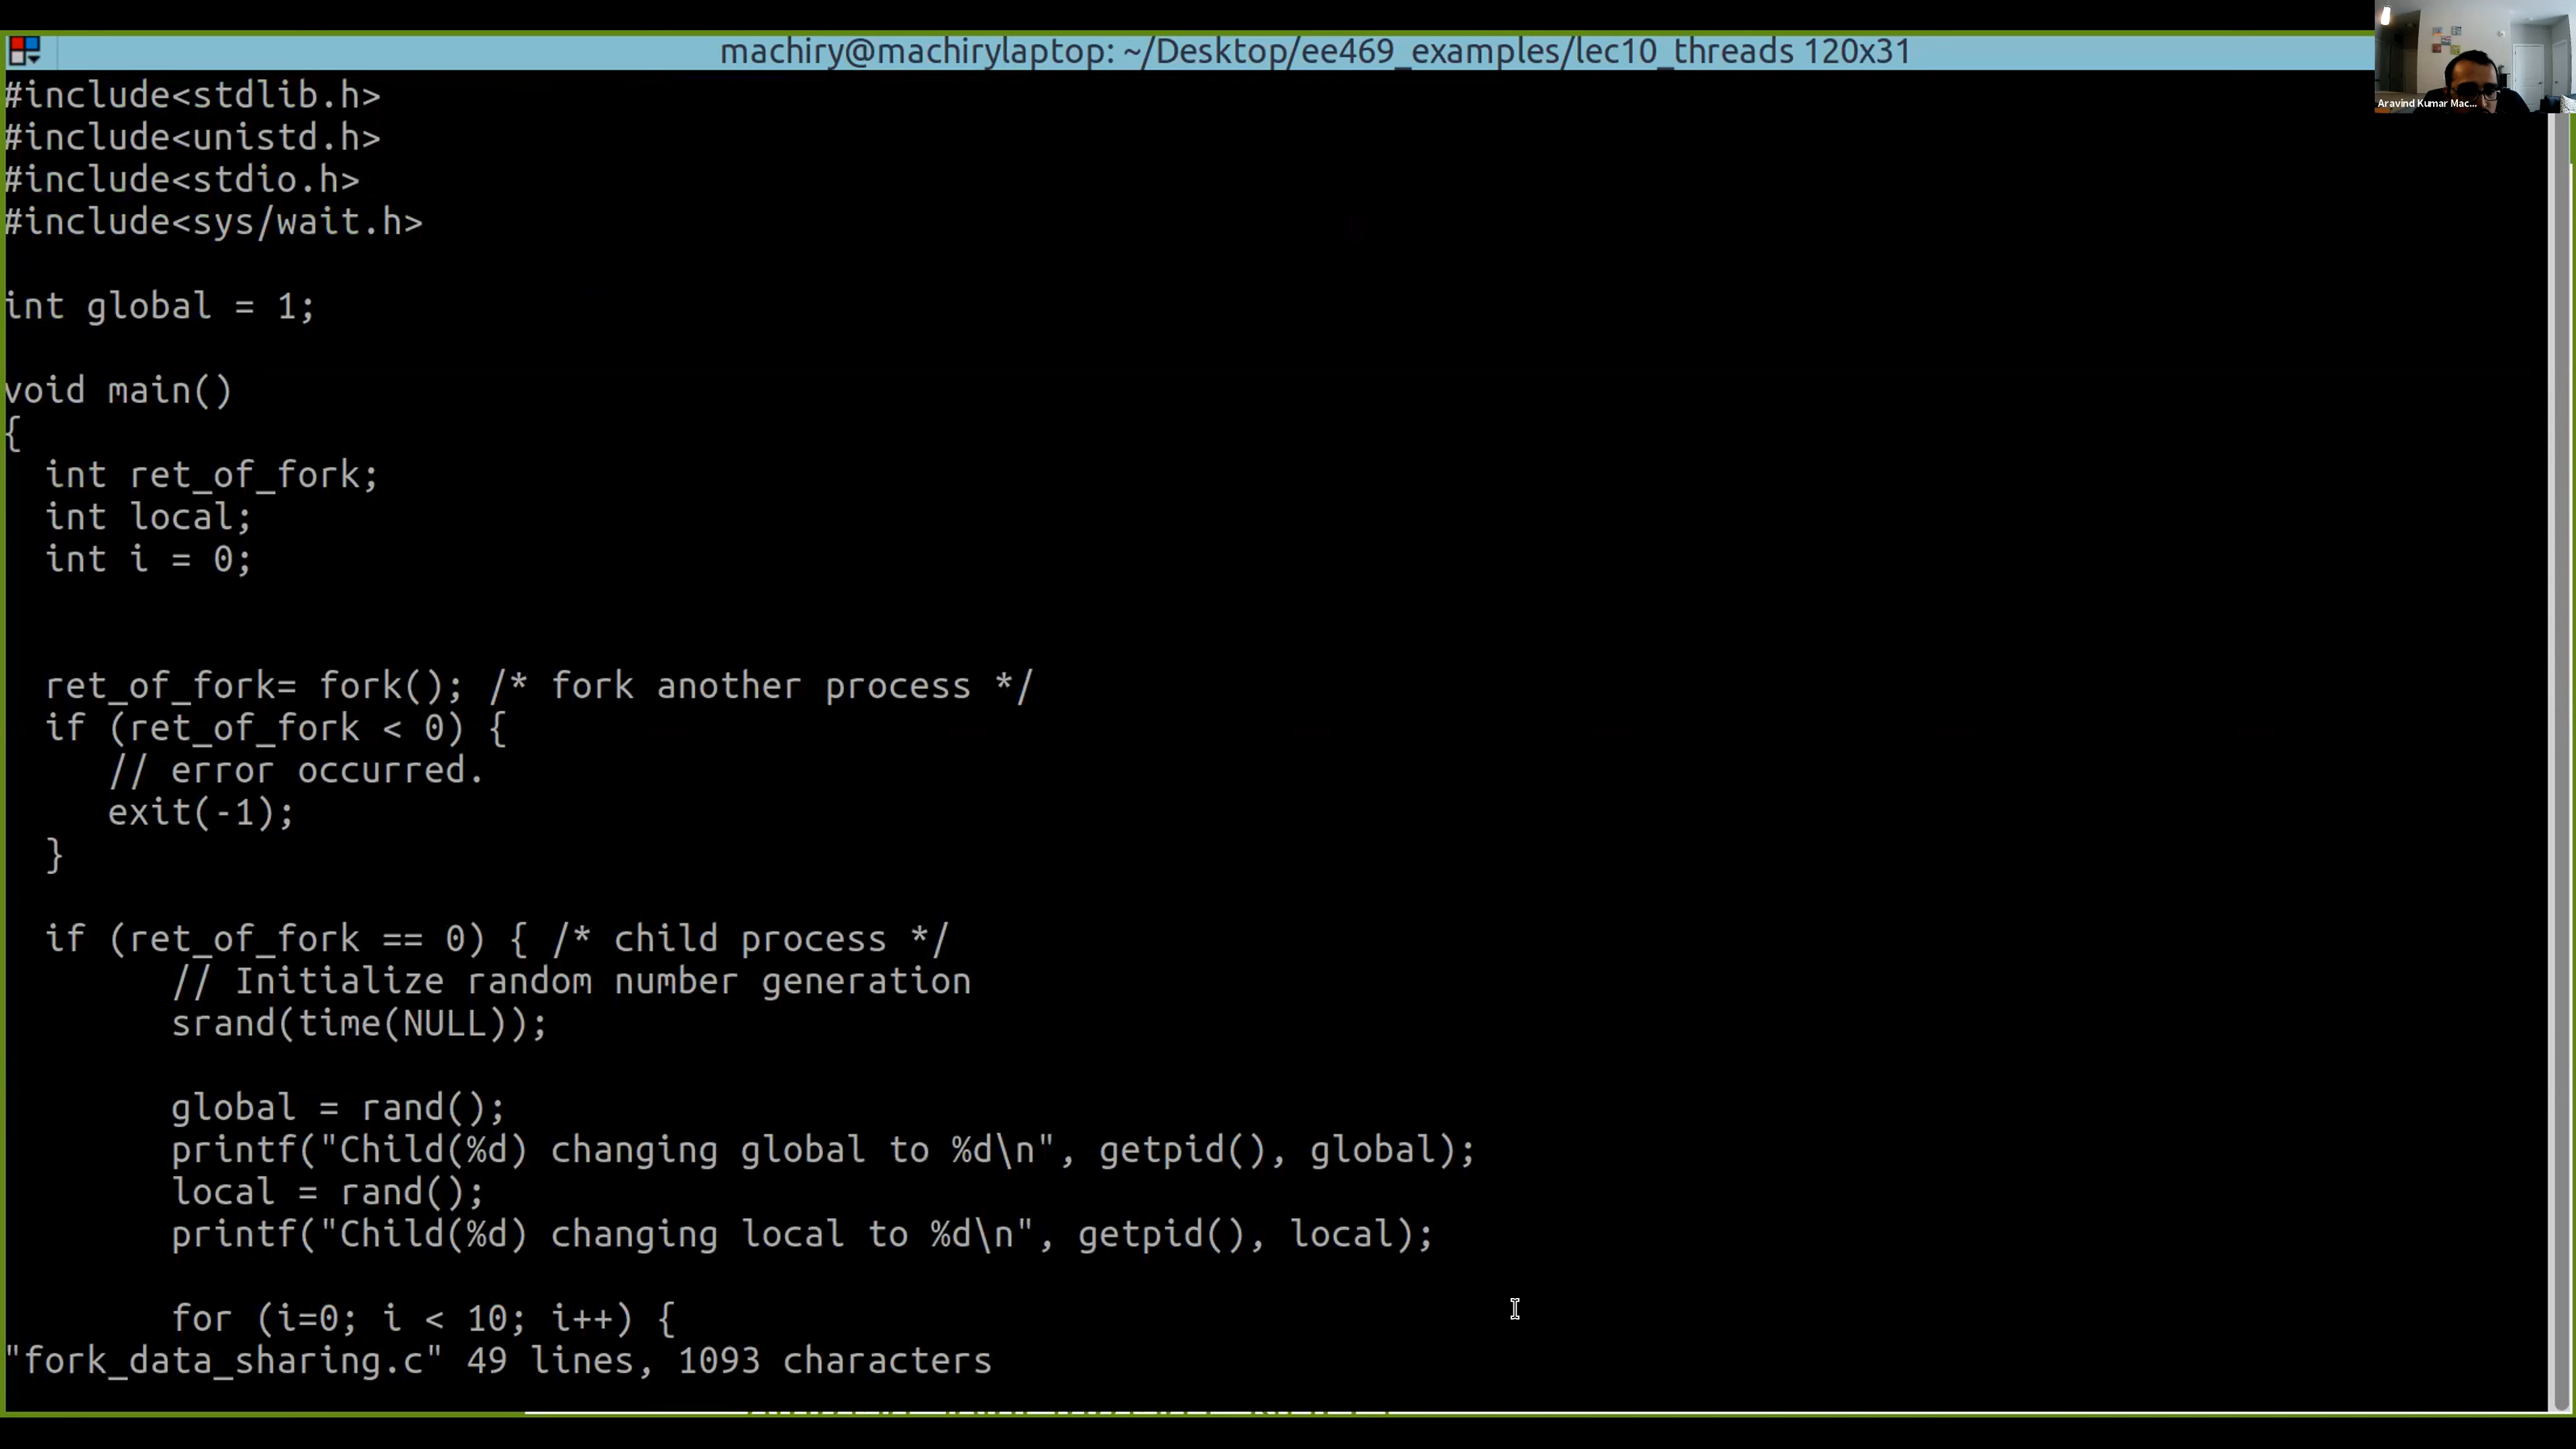 machiry@machirylaptop: ~/Desktop/ee469_examples/lec10_threads 120x31
Aravind Kumar Mac...
#include<stdlib.h>
#include<unistd.h>
#include<stdio.h>
#include<sys/wait.h>
int global = 1;
void main()
{
int ret_of_fork;
int local;
int i = 0;
ret_of_fork= fork(); /* fork another process */
if (ret_of_fork < 0) {
// error occurred.
exit(-1);
}
if (ret_of_fork == 0) { /* child process */
// Initialize random number generation
srand(time(NULL));
global = rand();
printf("Child(%d) changing global to %d\n", getpid(), global);
local = rand();
printf("Child(%d) changing local to %d\n", getpid(), local);
for (i=0; i < 10; i++) {
"fork_data_sharing.c" 49 lines, 1093 characters